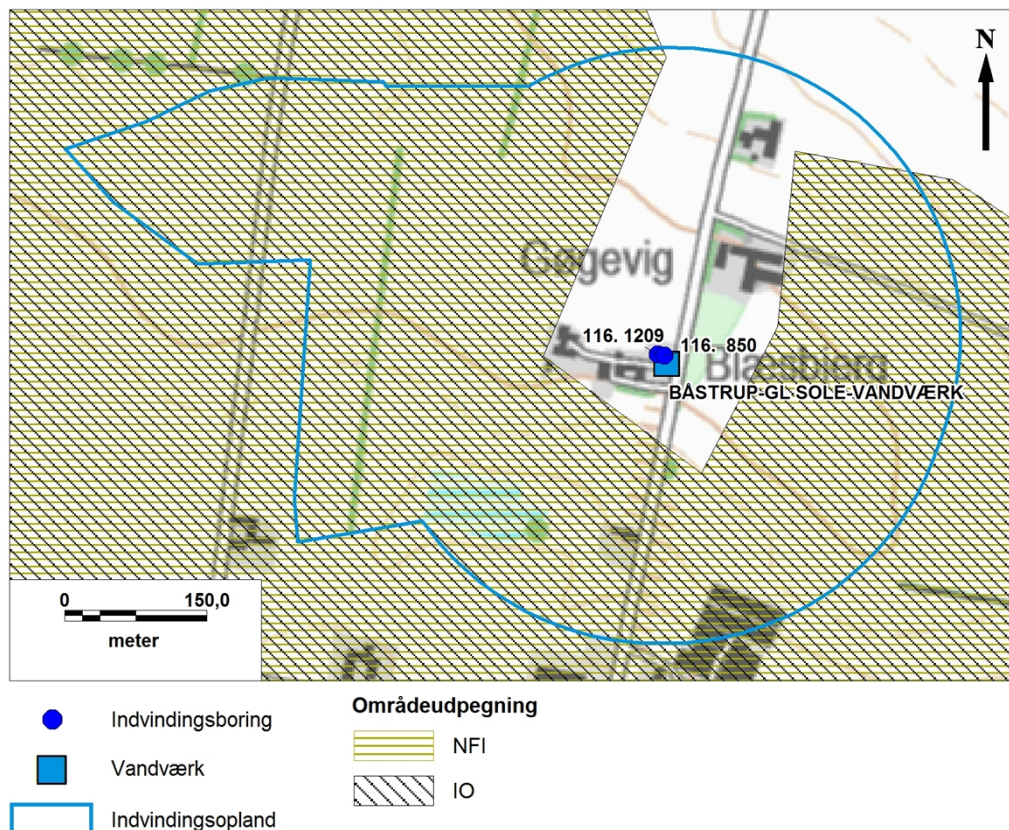 N
Gøgevig
116. 1209
116. 850
Blæsbjerg
BÅSTRUP-GL SOLE-VANDVÆRK
0 150,0
meter
Områdeudpegning
Indvindingsboring
NFI
Vandværk
IO
Indvindingsopland